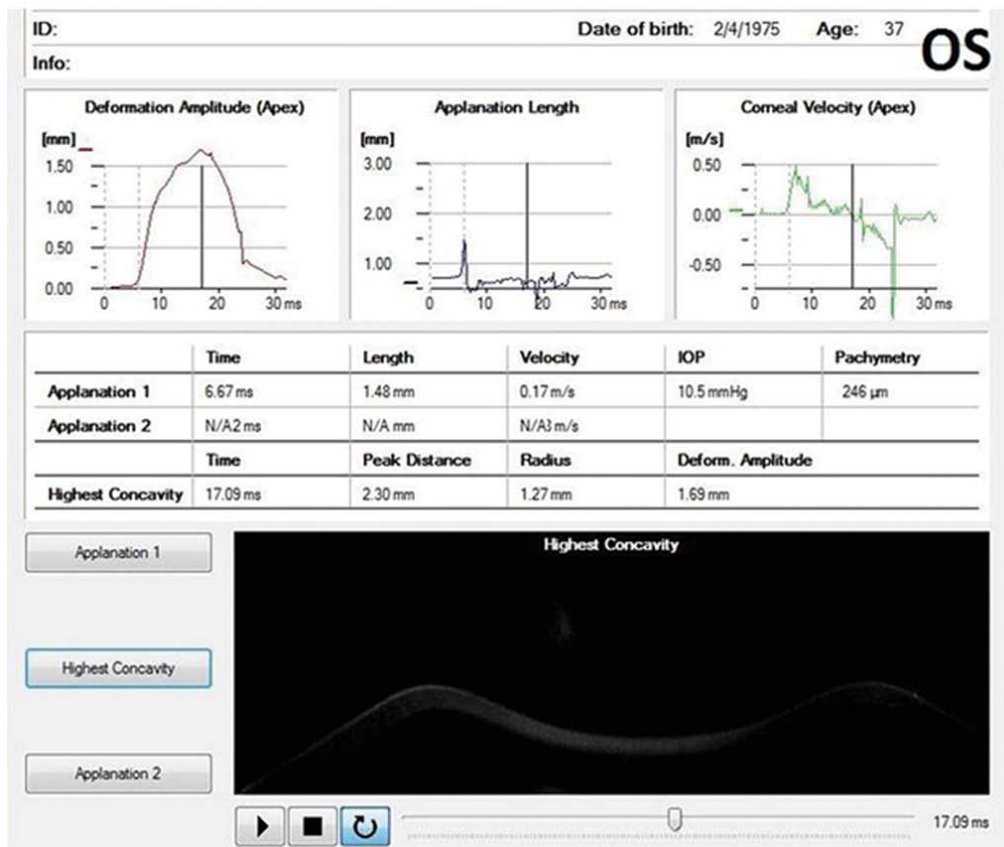 ID: Date of birth: 2/4/1975 Age: 37 OS
Info:
Deformation Amplitude (Apex) Applanation Length Corneal Velocity (Apex)
[mm] [mm] [m/s]
1.50 3.00 0.50
1.00 2.00 0.00
0.50 1.00 -0.50
0.00
0 10 20 30 ms 0 10 20 30 ms 0 10 20 30 ms
Time Length Velocity IOP Pachymetry
Applanation 1 6.67 ms 1.48 mm 0.17 m/s 10.5 mmHg 246 µm
Applanation 2 N/A2 ms N/A mm N/A3 m/s
Time Peak Distance Radius Deform. Amplitude
Highest Concavity 17.09 ms 2.30 mm 1.27 mm 1.69 mm
Applanation 1
Highest Concavity
Highest Concavity
Applanation 2
17.09 ms